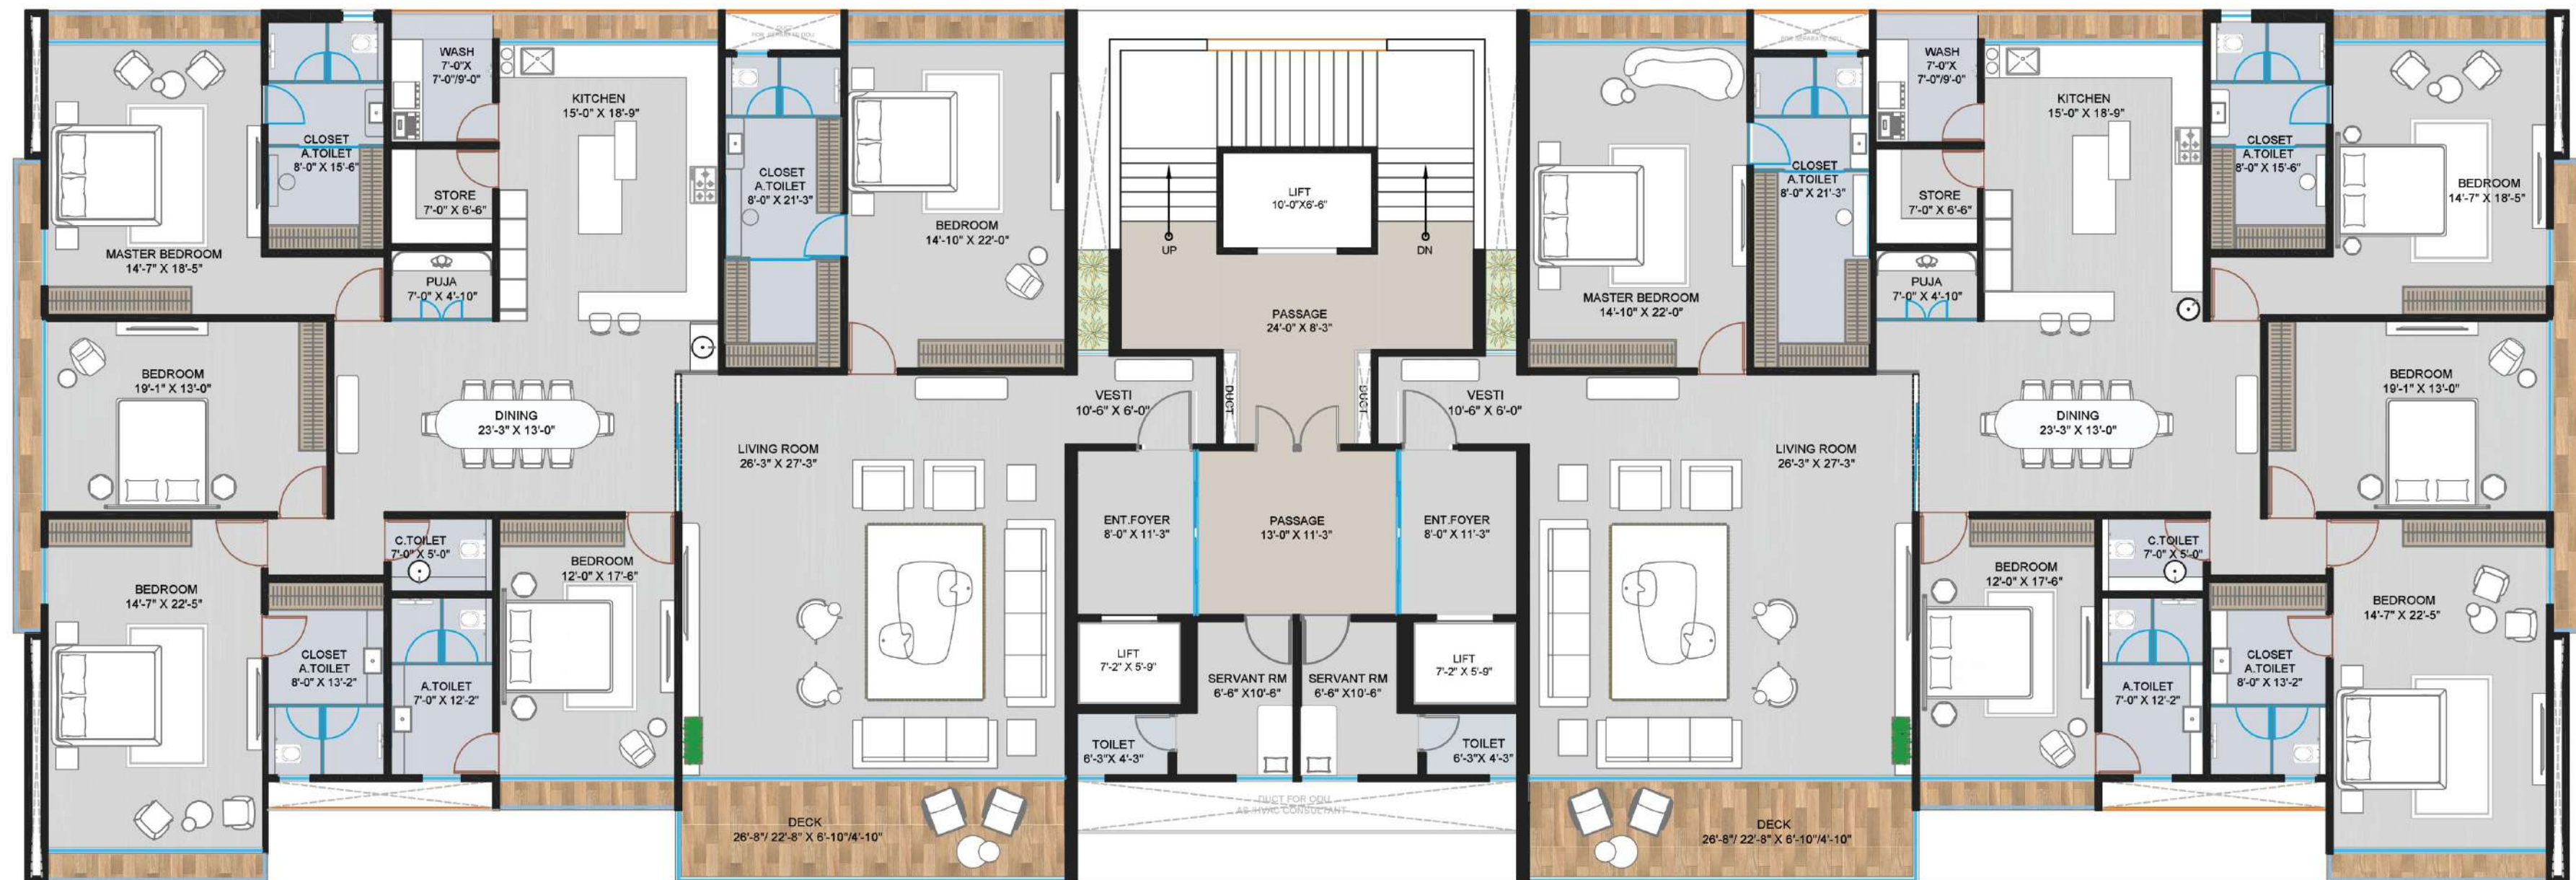 WASH
7'-0"X
7'-0"/9'-0"
KITCHEN
15'-0" X 18'-9"
CLOSET
A.TOILET
8'-0" X 15'-6"
STORE
7'-0" X 6'-6"
MASTER BEDROOM
14'-7" X 18'-5"
PUJA
7'-0" X 4'-10"
CLOSET
A.TOILET
8'-0" X 21'-3"
BEDROOM
14'-10" X 22'-0"
BEDROOM
19'-1" X 13'-0"
DINING
23'-3" X 13'-0"
LIVING ROOM
26'-3" X 27'-3"
VESTI
10'-6" X 6'-0"
BEDROOM
14'-7" X 22'-5"
C.TOILET
7'-0" X 5'-0"
BEDROOM
12'-0" X 17'-6"
CLOSET
A.TOILET
8'-0" X 13'-2"
A.TOILET
7'-0" X 12'-2"
DECK
26'-8"/ 22'-8" X 6'-10"/4'-10"
LIFT
10'-0"X6'-6"
UP
DN
PASSAGE
24'-0" X 8'-3"
DUCT
DUCT
ENT.FOYER
8'-0" X 11'-3"
PASSAGE
13'-0" X 11'-3"
ENT.FOYER
8'-0" X 11'-3"
LIFT
7'-2" X 5'-9"
SERVANT RM
6'-6" X10'-6"
SERVANT RM
6'-6" X10'-6"
LIFT
7'-2" X 5'-9"
TOILET
6'-3"X 4'-3"
TOILET
6'-3"X 4'-3"
DUCT FOR ODU
AS HVAC CONSULTANT
VESTI
10'-6" X 6'-0"
MASTER BEDROOM
14'-10" X 22'-0"
CLOSET
A.TOILET
8'-0" X 21'-3"
WASH
7'-0"X
7'-0"/9'-0"
KITCHEN
15'-0" X 18'-9"
STORE
7'-0" X 6'-6"
PUJA
7'-0" X 4'-10"
CLOSET
A.TOILET
8'-0" X 15'-6"
BEDROOM
14'-7" X 18'-5"
LIVING ROOM
26'-3" X 27'-3"
DINING
23'-3" X 13'-0"
BEDROOM
19'-1" X 13'-0"
BEDROOM
12'-0" X 17'-6"
C.TOILET
7'-0" X 5'-0"
BEDROOM
14'-7" X 22'-5"
A.TOILET
7'-0" X 12'-2"
CLOSET
A.TOILET
8'-0" X 13'-2"
DECK
26'-8"/ 22'-8" X 6'-10"/4'-10"